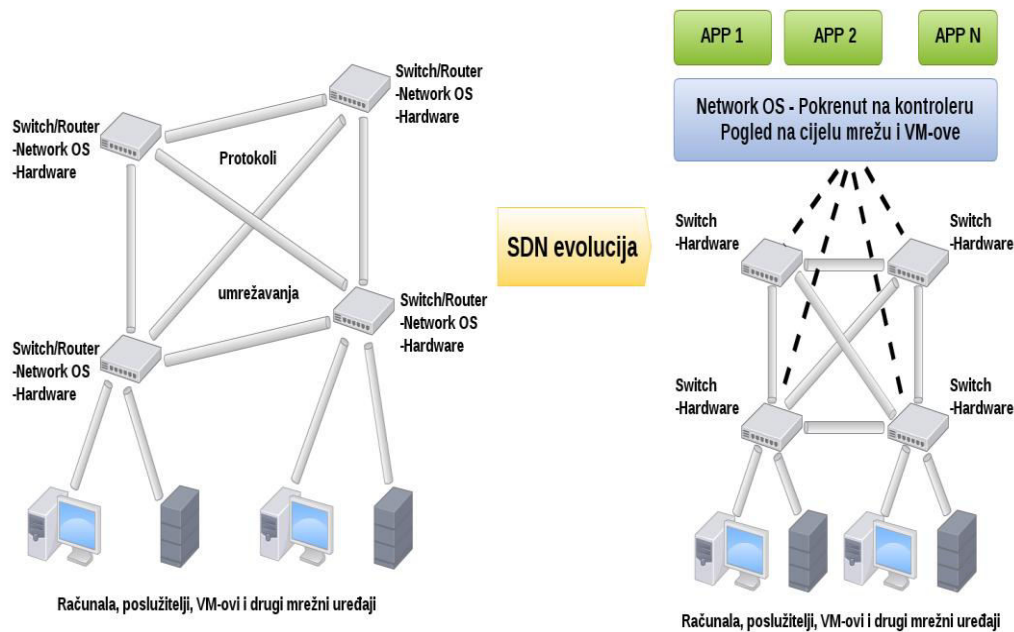 Switch/Router
-Network OS
-Hardware
Switch/Router
-Network OS
-Hardware
Protokoli
umrežavanja
Switch/Router
-Network OS
-Hardware
Switch/Router
-Network OS
-Hardware
Računala, poslužitelji, VM-ovi i drugi mrežni uređaji
SDN evolucija
APP 1
APP 2
APP N
Network OS - Pokrenut na kontroleru
Pogled na cijelu mrežu i VM-ove
Switch
-Hardware
Switch
-Hardware
Switch
-Hardware
Switch
-Hardware
Računala, poslužitelji, VM-ovi i drugi mrežni uređaji